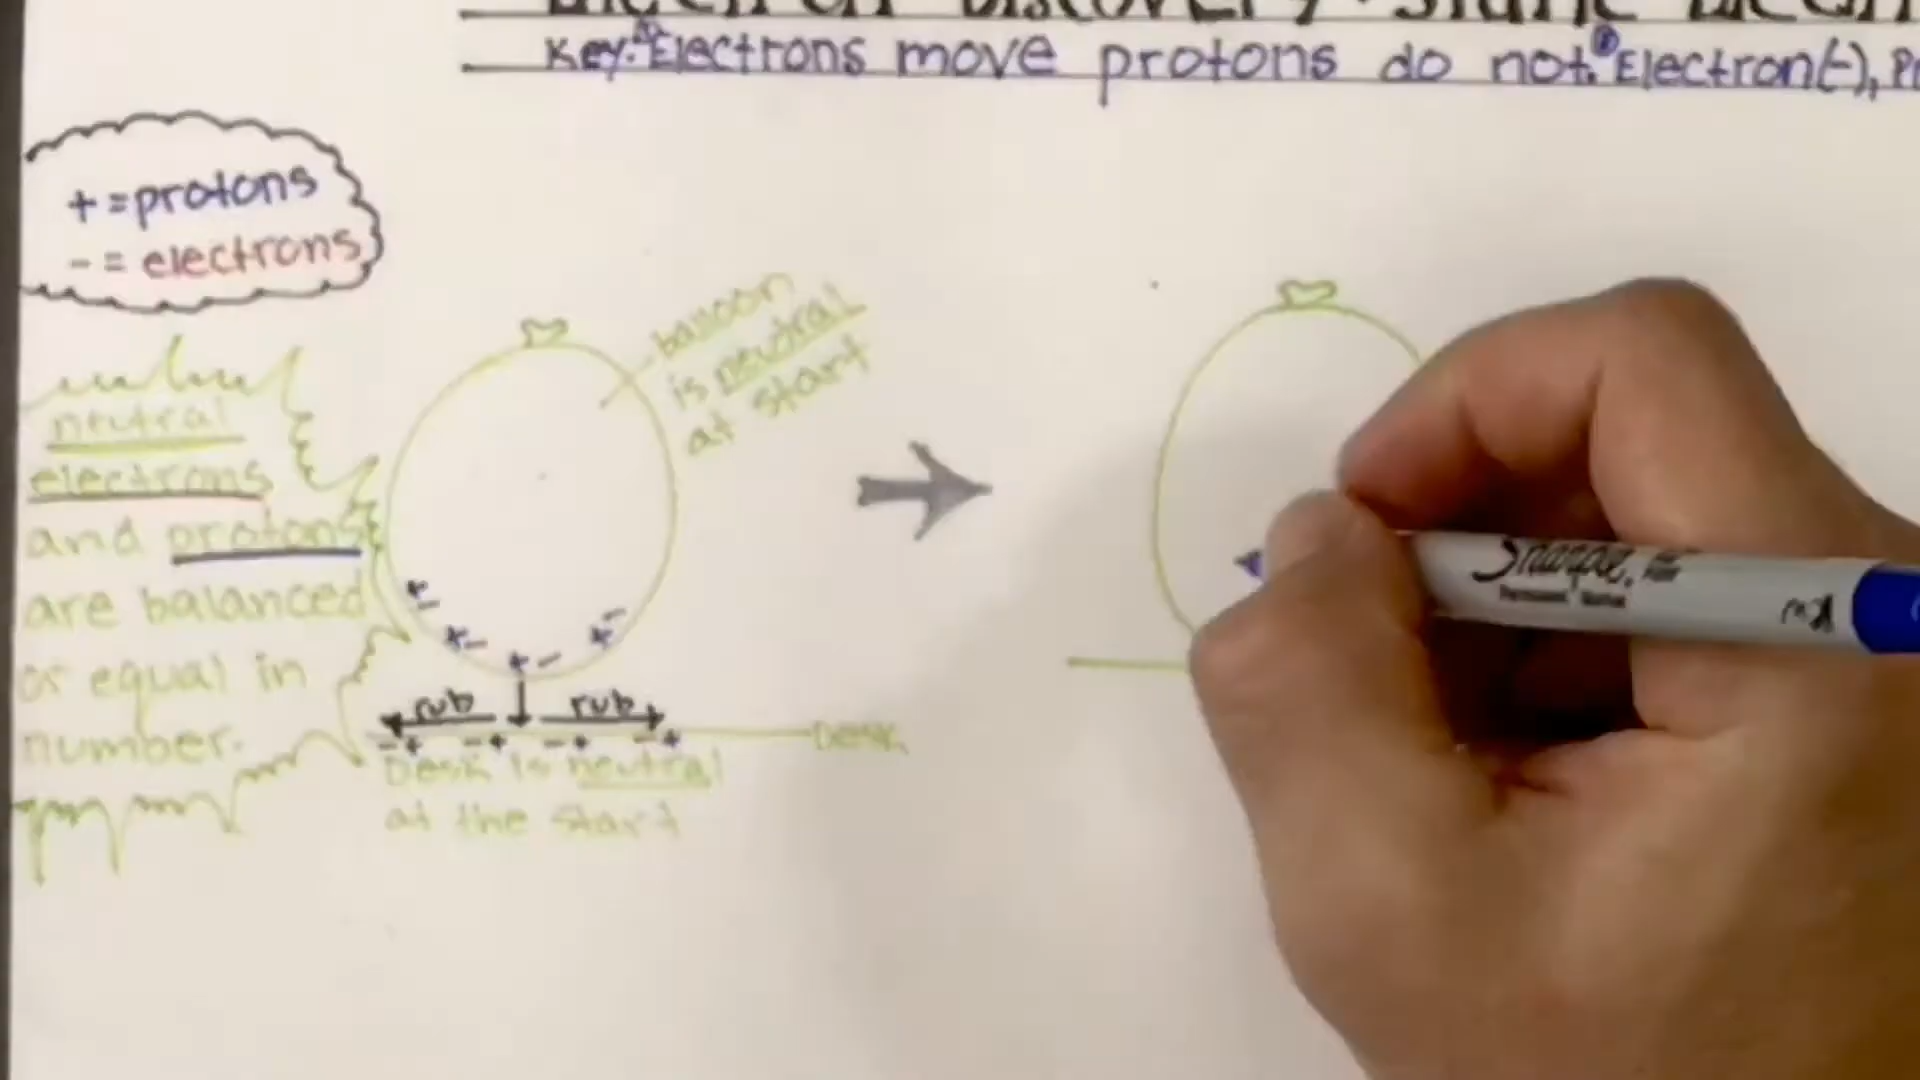 Key: Electrons move protons do not. Electron(-),
+ = protons
- = electrons
neutral
electrons
and protons
are balanced
or equal in
number.
balloon
is neutral
at start
+ -
+ -
+ -
+ -
rub rub
- + - + - + - +
Desk
Desk is neutral
at the start
Sharpie